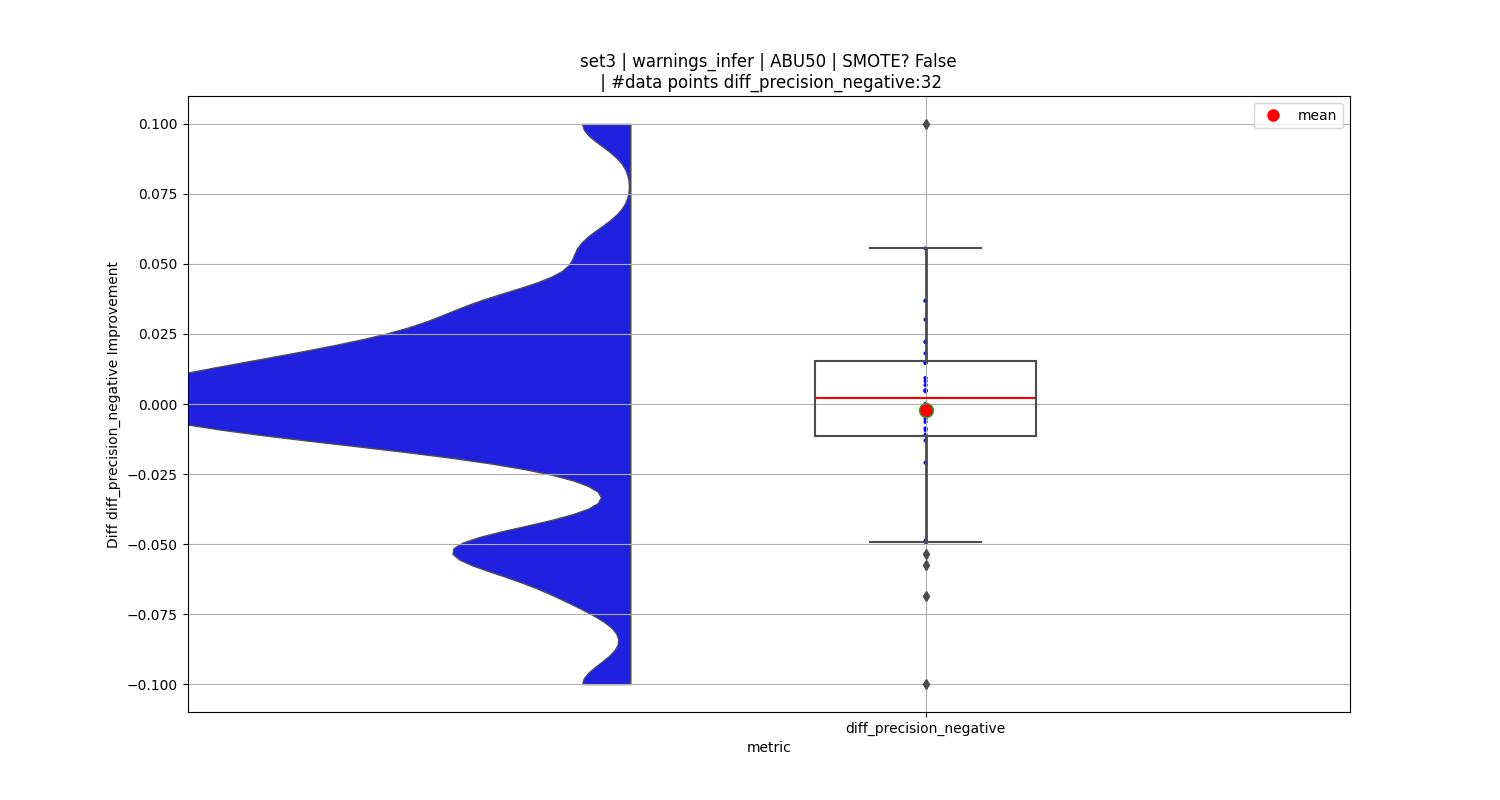 set3 | warnings_infer | ABU50 | SMOTE? False
| #data points diff_precision_negative:32
mean
0.100
0.075
0.050
0.025
0.000
−0.025
−0.050
−0.075
−0.100
Diff diff_precision_negative Improvement
diff_precision_negative
metric